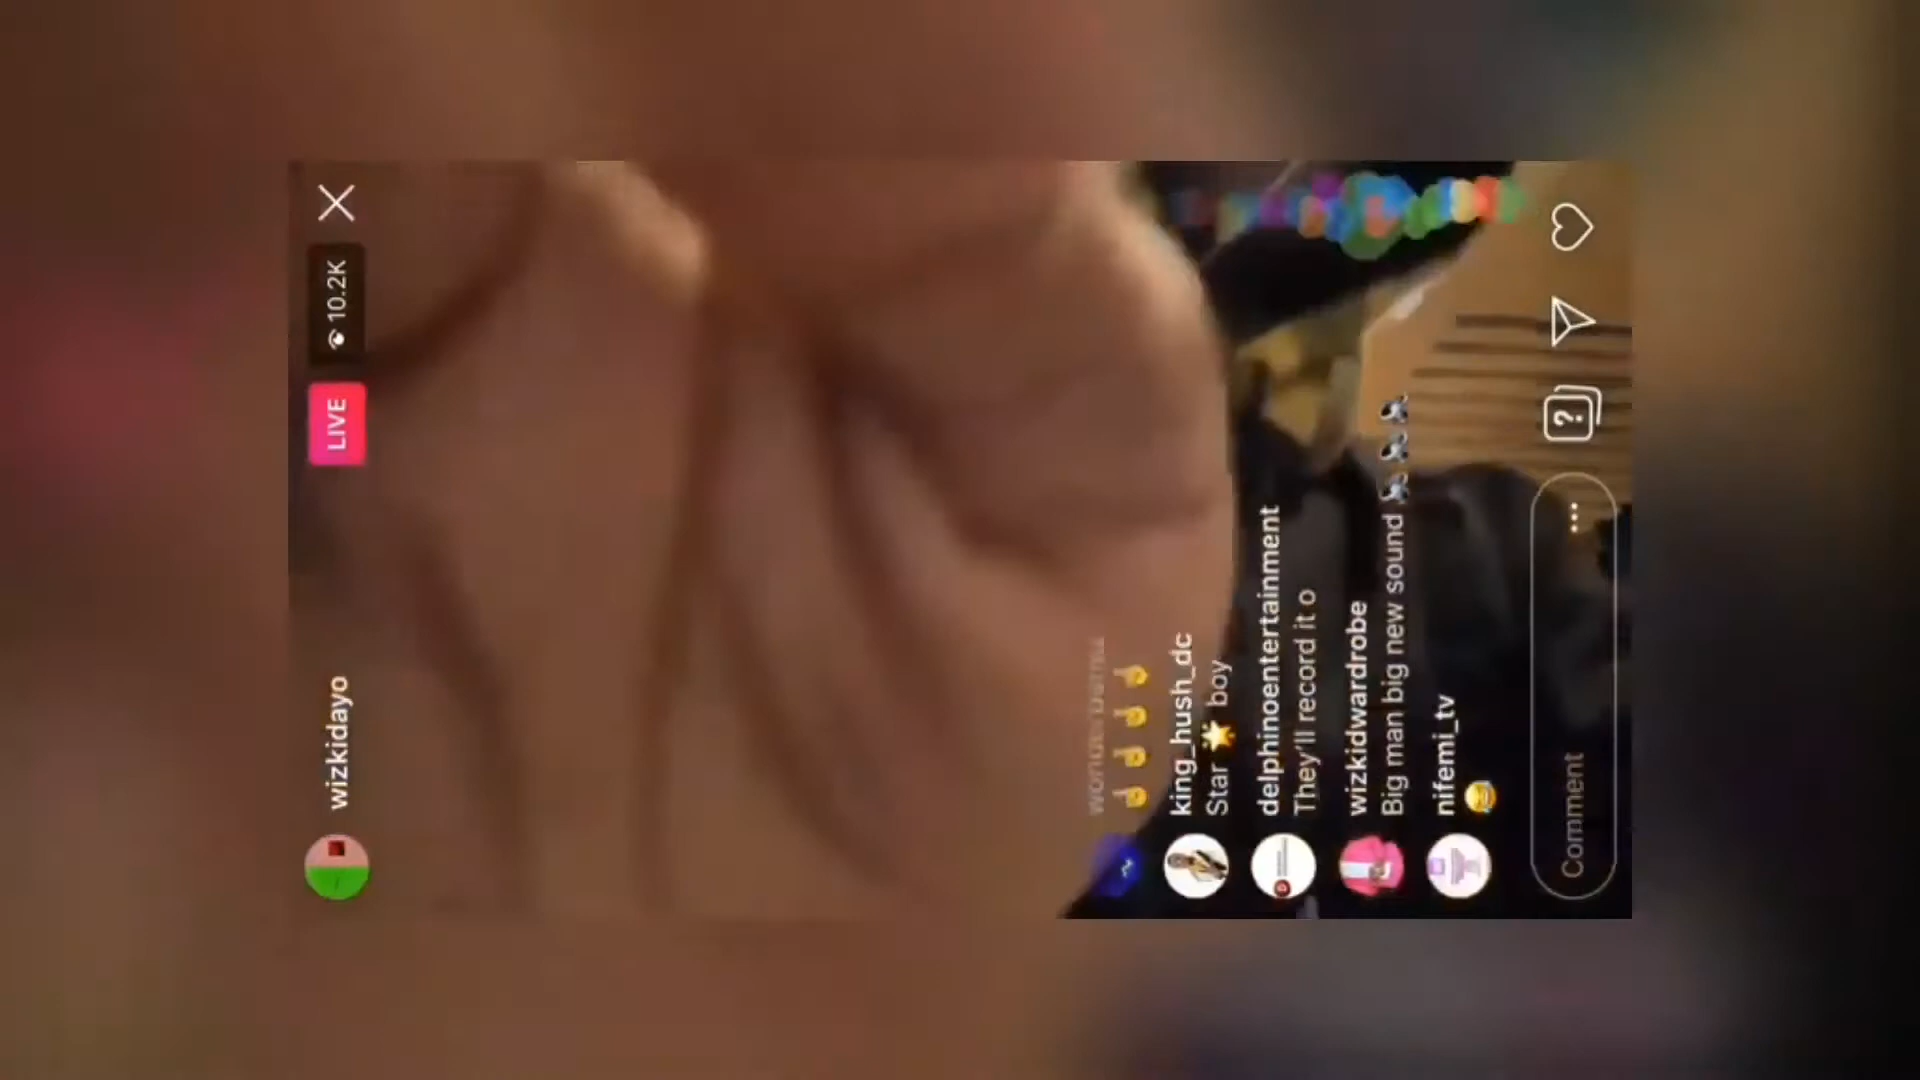 wizkidayo
LIVE
10.2K
king_hush_dc
Star 🌟 boy
delphinoentertainment
They'll record it o
wizkidwardrobe
Big man big new sound
nifemi_tv
😂
Comment